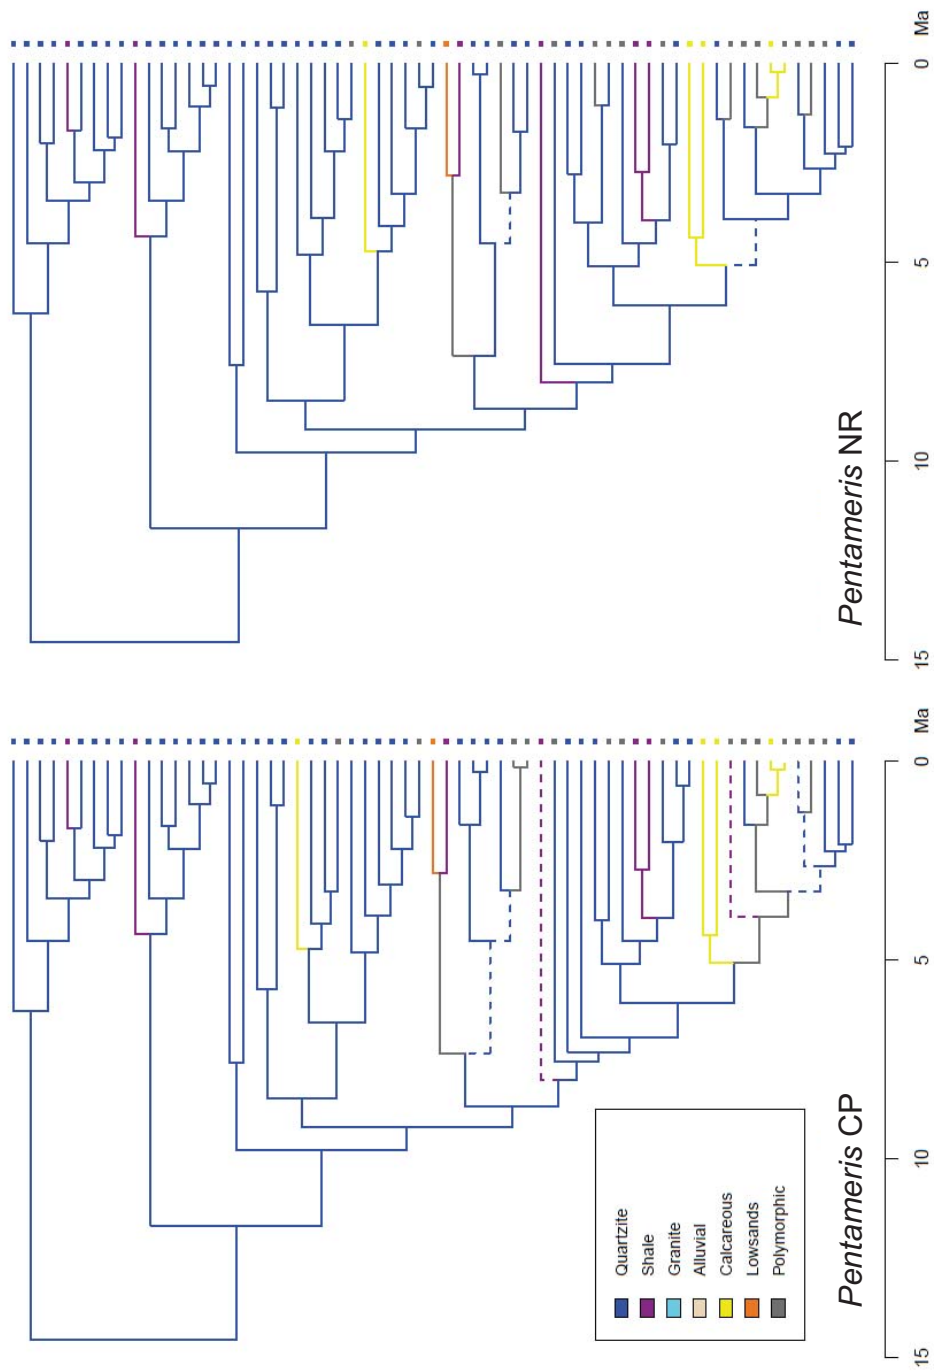 Ma
0
5
10
15
Pentameris NR
Ma
0
5
10
15
Pentameris CP
Quartzite
Shale
Granite
Alluvial
Calcareous
Lowsands
Polymorphic